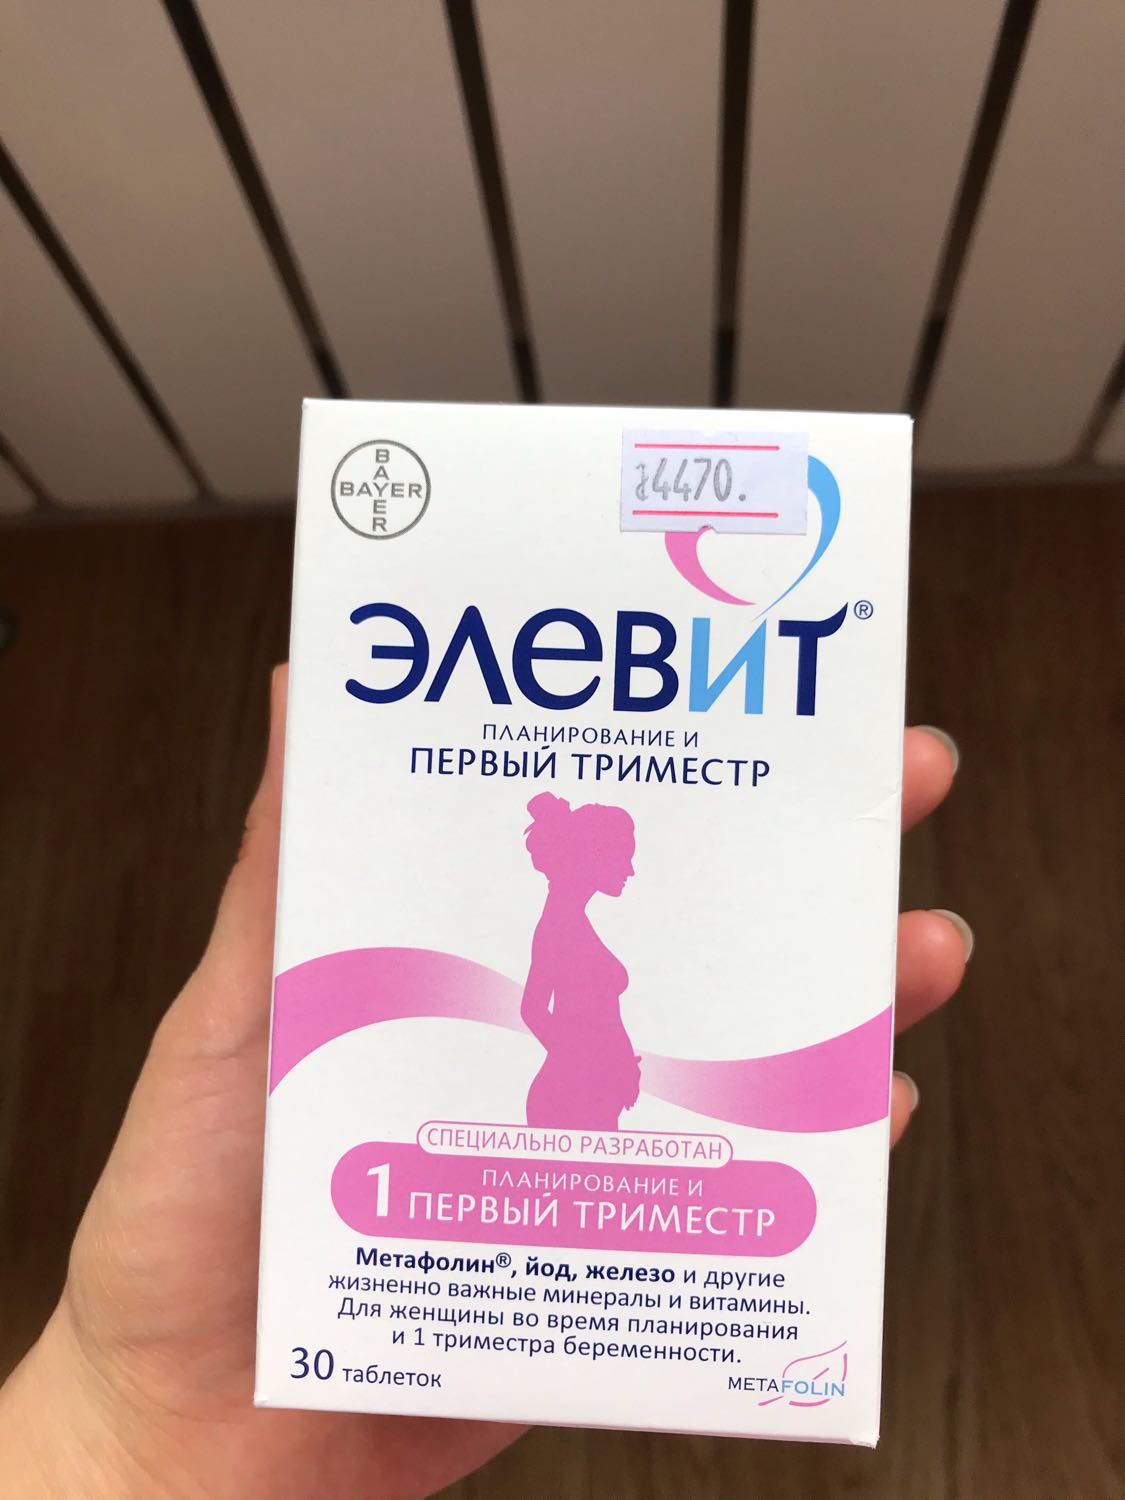 BAYER
BAYER
₰4470.
ЭЛЕВИТ®
ПЛАНИРОВАНИЕ И
ПЕРВЫЙ ТРИМЕСТР
СПЕЦИАЛЬНО РАЗРАБОТАН
1 ПЛАНИРОВАНИЕ И
ПЕРВЫЙ ТРИМЕСТР
Метафолин®, йод, железо и другие
жизненно важные минералы и витамины.
Для женщины во время планирования
и 1 триместра беременности.
30 таблеток
METAFOLIN